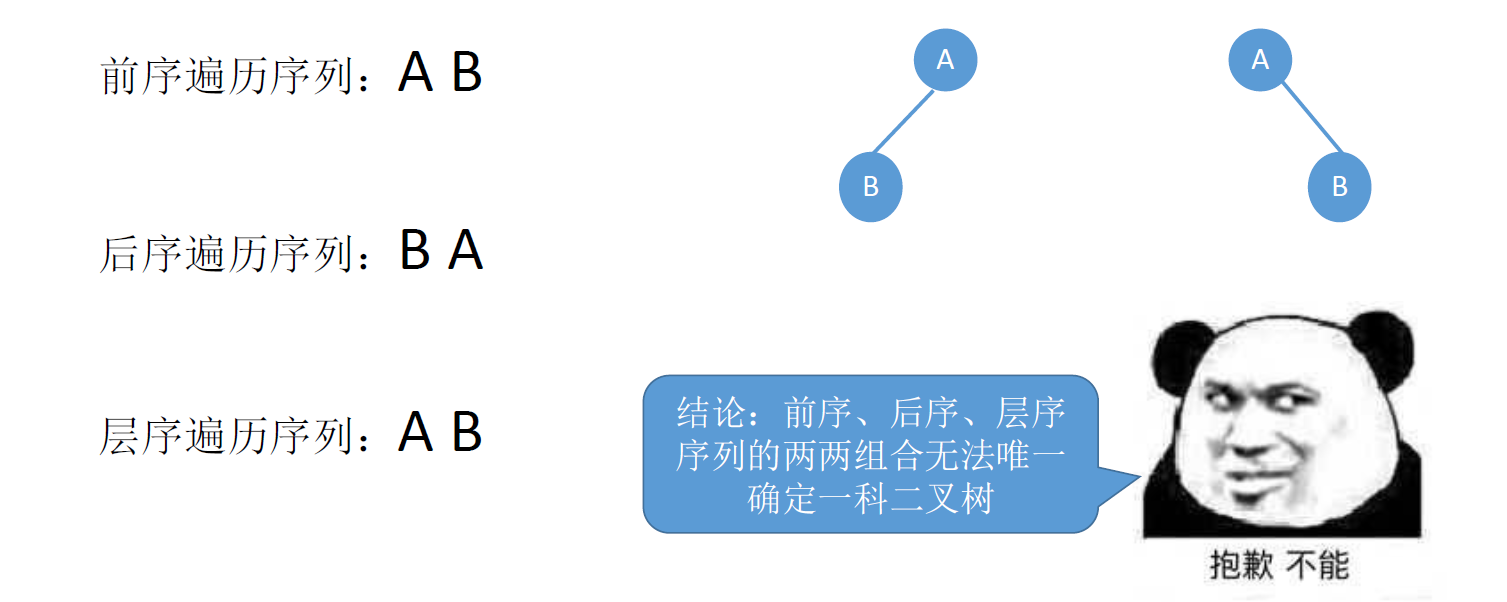 前序遍历序列：A B
A
A
B
B
后序遍历序列：B A
层序遍历序列：A B
结论：前序、后序、层序
序列的两两组合无法唯一
确定一科二叉树
抱歉 不能